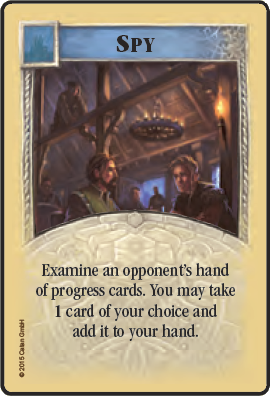 SPY
Examine an opponent's hand
of progress cards. You may take
1 card of your choice and
add it to your hand.
© 2015 Catan GmbH